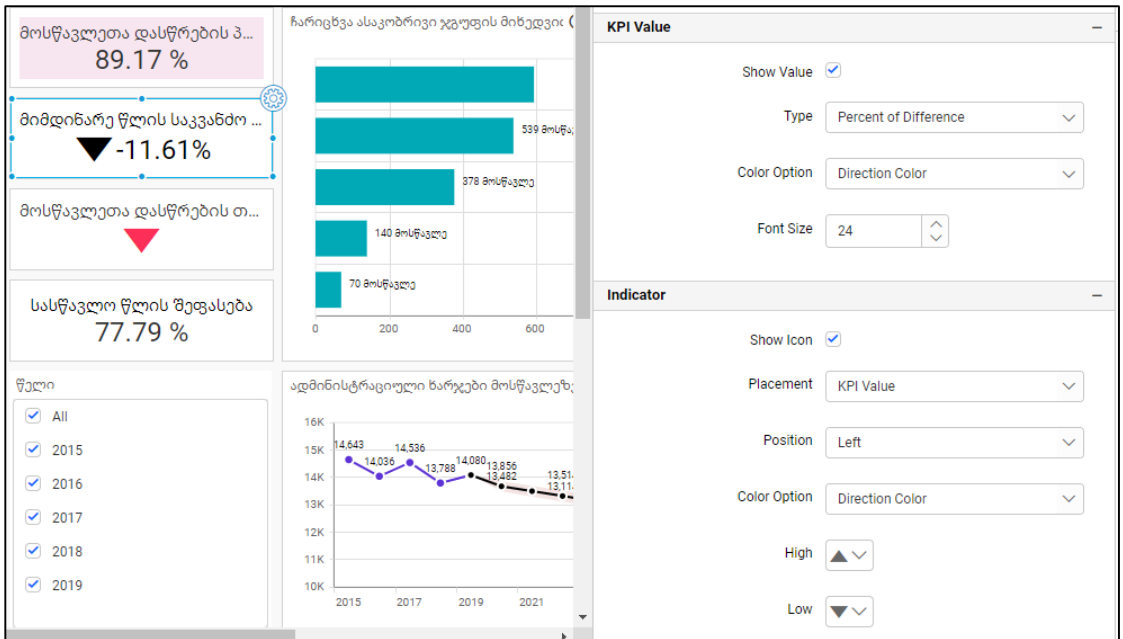 მოსწავლეთა დასწრების პ...
89.17 %
მიმდინარე წლის საკვანძო ...
-11.61%
მოსწავლეთა დასწრების თ...
სასწავლო წლის შეფასება
77.79 %
წელი
All
2015
2016
2017
2018
2019
ჩარიცხვა ასაკობრივი ჯგუფის მიხედვით (
539 მოსწა
378 მოსწავლე
140 მოსწავლე
70 მოსწავლე
0 200 400 600
ადმინისტრაციული ხარჯები მოსწავლეზე
16K
15K
14K
13K
12K
11K
10K
14,643
14,036
14,536
13,788
14,080
13,856
13,482
13,51
13,11
2015 2017 2019 2021
KPI Value
Show Value
Type Percent of Difference
Color Option Direction Color
Font Size 24
Indicator
Show Icon
Placement KPI Value
Position Left
Color Option Direction Color
High
Low